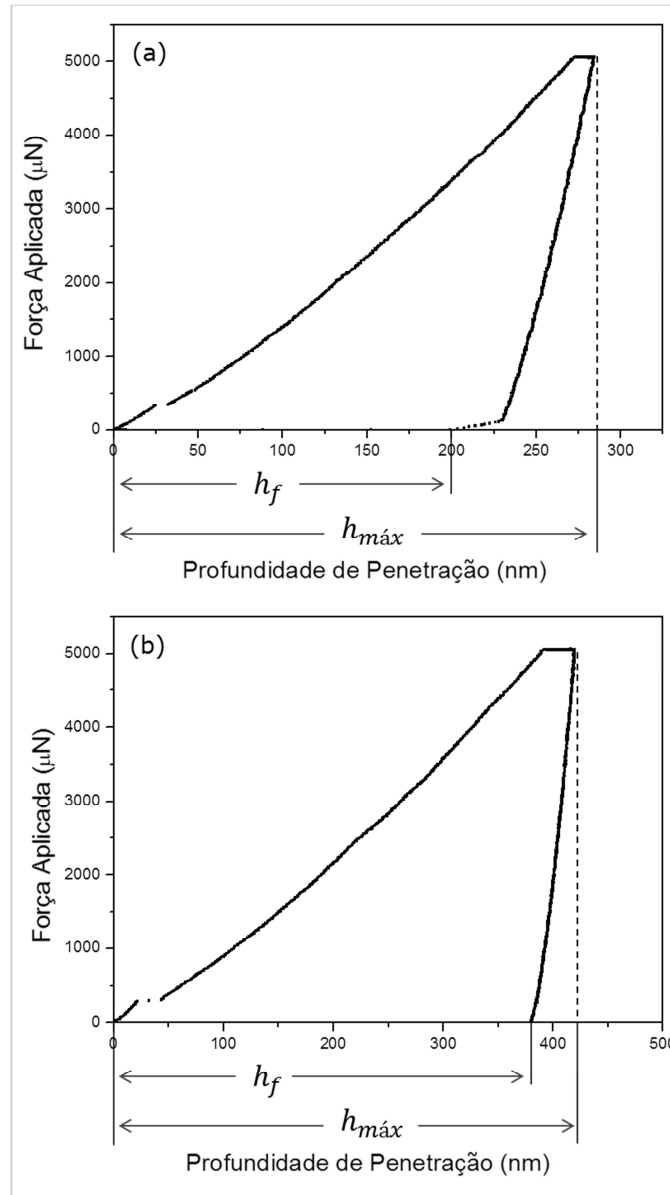 (a)
Força Aplicada (μN)
5000
4000
3000
2000
1000
0
0 50 100 150 200 250 300
h_f
h_máx
Profundidade de Penetração (nm)
(b)
Força Aplicada (μN)
5000
4000
3000
2000
1000
0
0 100 200 300 400 500
h_f
h_máx
Profundidade de Penetração (nm)